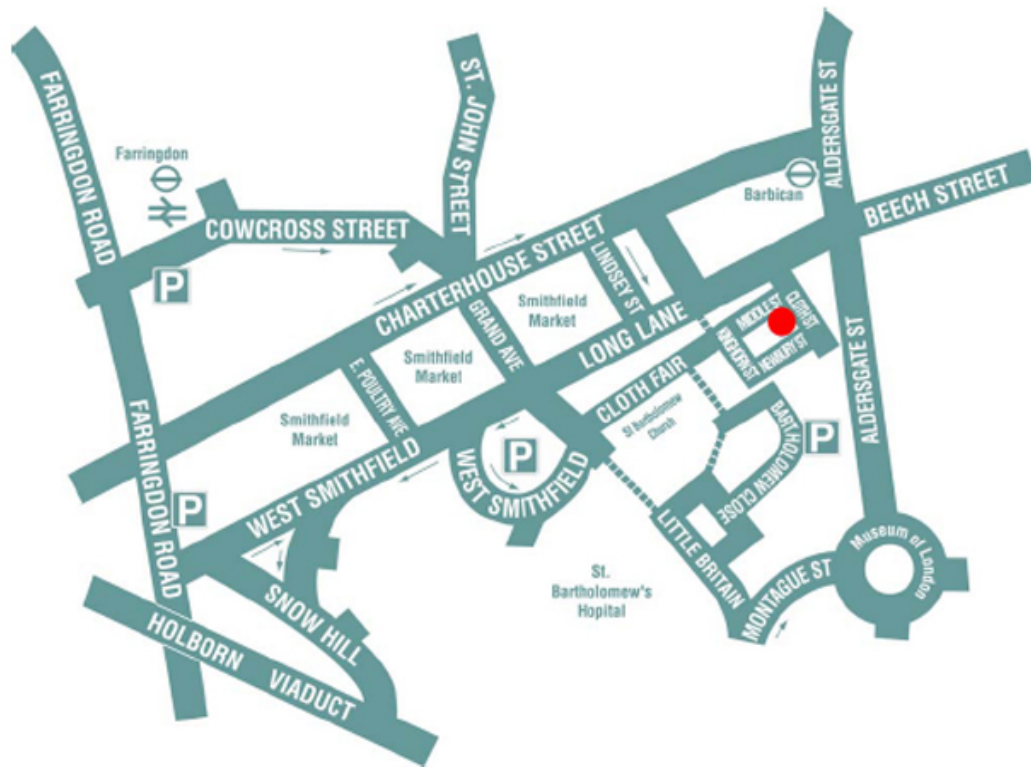 FARRINGDON ROAD
ST. JOHN STREET
ALDERSGATE ST
Farringdon
Barbican
BEECH STREET
COWCROSS STREET
CHARTERHOUSE STREET
LINDSEY ST
P
Smithfield
Market
GRAND AVE
LONG LANE
MIDDLE ST
CLOTH ST
KINGHORN ST
NEWBURY ST
Smithfield
Market
E. POULTRY AVE
CLOTH FAIR
ALDERSGATE ST
Smithfield
Market
St Bartholomew
Church
BARTHOLOMEW CLOSE
P
P
FARRINGDON ROAD
WEST SMITHFIELD
WEST SMITHFIELD
P
LITTLE BRITAIN
Museum of London
St.
Bartholomew's
Hopital
MONTAGUE ST
SNOW HILL
HOLBORN VIADUCT